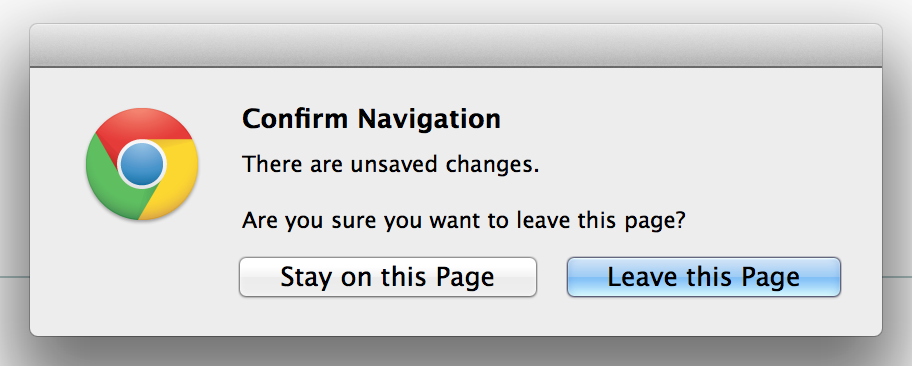 Confirm Navigation
There are unsaved changes.
Are you sure you want to leave this page?
Stay on this Page
Leave this Page